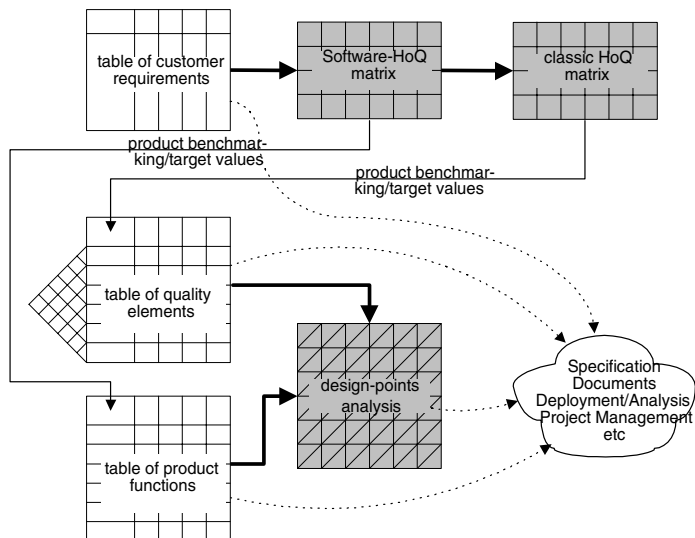 table of customer
requirements
Software-HoQ
matrix
classic HoQ
matrix
product benchmar-
king/target values
product benchmar-
king/target values
table of quality
elements
design-points
analysis
Specification
Documents
Deployment/Analysis
Project Management
etc
table of product
functions